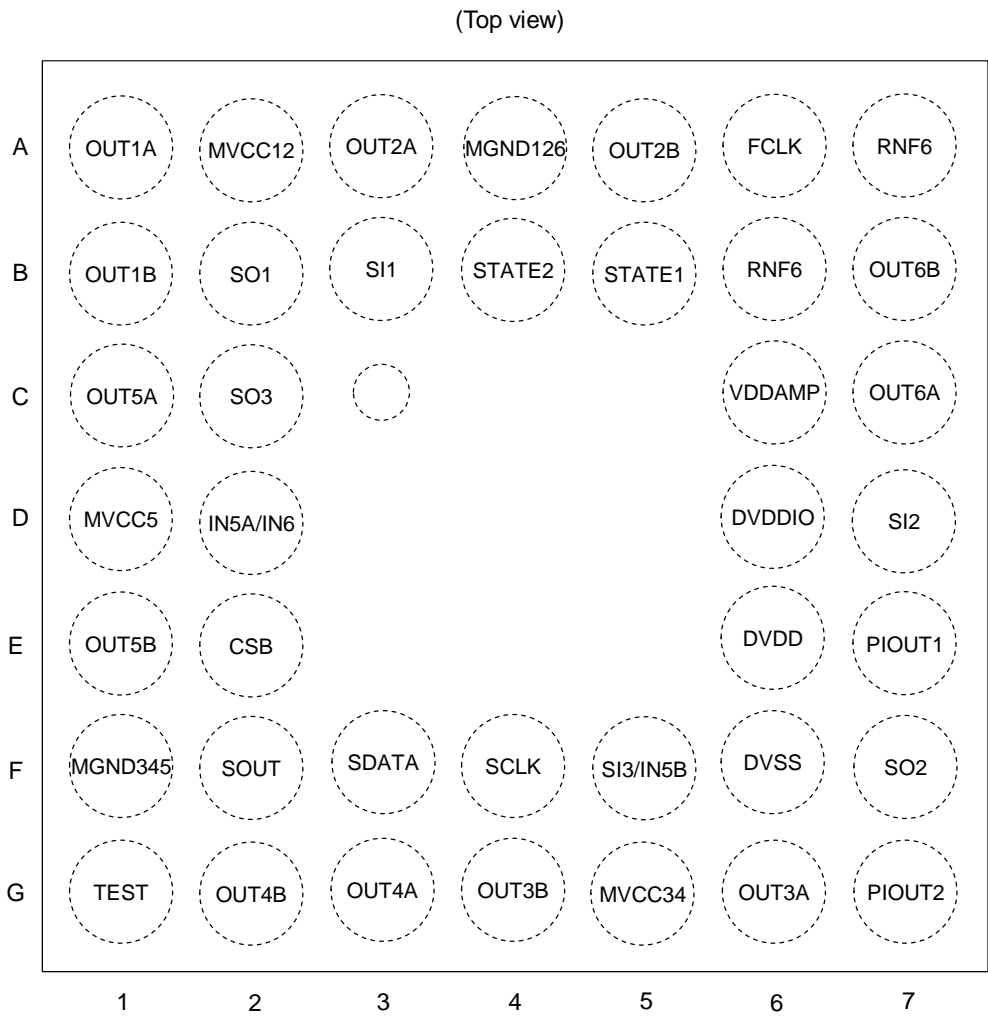 (Top view)
A OUT1A MVCC12 OUT2A MGND126 OUT2B FCLK RNF6
B OUT1B SO1 SI1 STATE2 STATE1 RNF6 OUT6B
C OUT5A SO3 VDDAMP OUT6A
D MVCC5 IN5A/IN6 DVDDIO SI2
E OUT5B CSB DVDD PIOUT1
F MGND345 SOUT SDATA SCLK SI3/IN5B DVSS SO2
G TEST OUT4B OUT4A OUT3B MVCC34 OUT3A PIOUT2
1 2 3 4 5 6 7